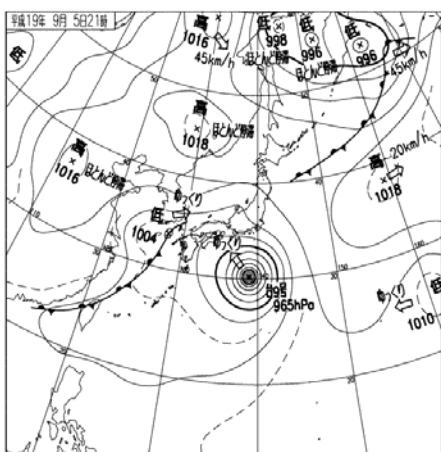 平成19年 9月 5日21時
高
1016
45km/h
低
998
ほとんど停滞
低
996
ほとんど停滞
低
996
45km/h
低
高
1018
ほとんど停滞
高
1016
ほとんど停滞
高
20km/h
1018
ゆっくり
低
1004
ゆっくり
965hPa
ゆっくり
低
1010